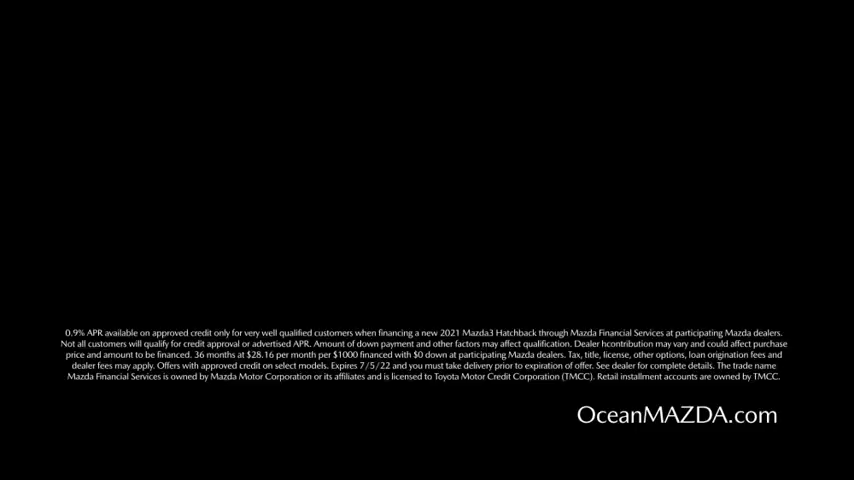 0.9% APR available on approved credit only for very well qualified customers when financing a new 2021 Mazda3 Hatchback through Mazda Financial Services at participating Mazda dealers.
Not all customers will qualify for credit approval or advertised APR. Amount of down payment and other factors may affect qualification. Dealer hcontribution may vary and could affect purchase
price and amount to be financed. 36 months at $28.16 per month per $1000 financed with $0 down at participating Mazda dealers. Tax, title, license, other options, loan origination fees and
dealer fees may apply. Offers with approved credit on select models. Expires 7/5/22 and you must take delivery prior to expiration of offer. See dealer for complete details. The trade name
Mazda Financial Services is owned by Mazda Motor Corporation or its affiliates and is licensed to Toyota Motor Credit Corporation (TMCC). Retail installment accounts are owned by TMCC.
OceanMAZDA.com